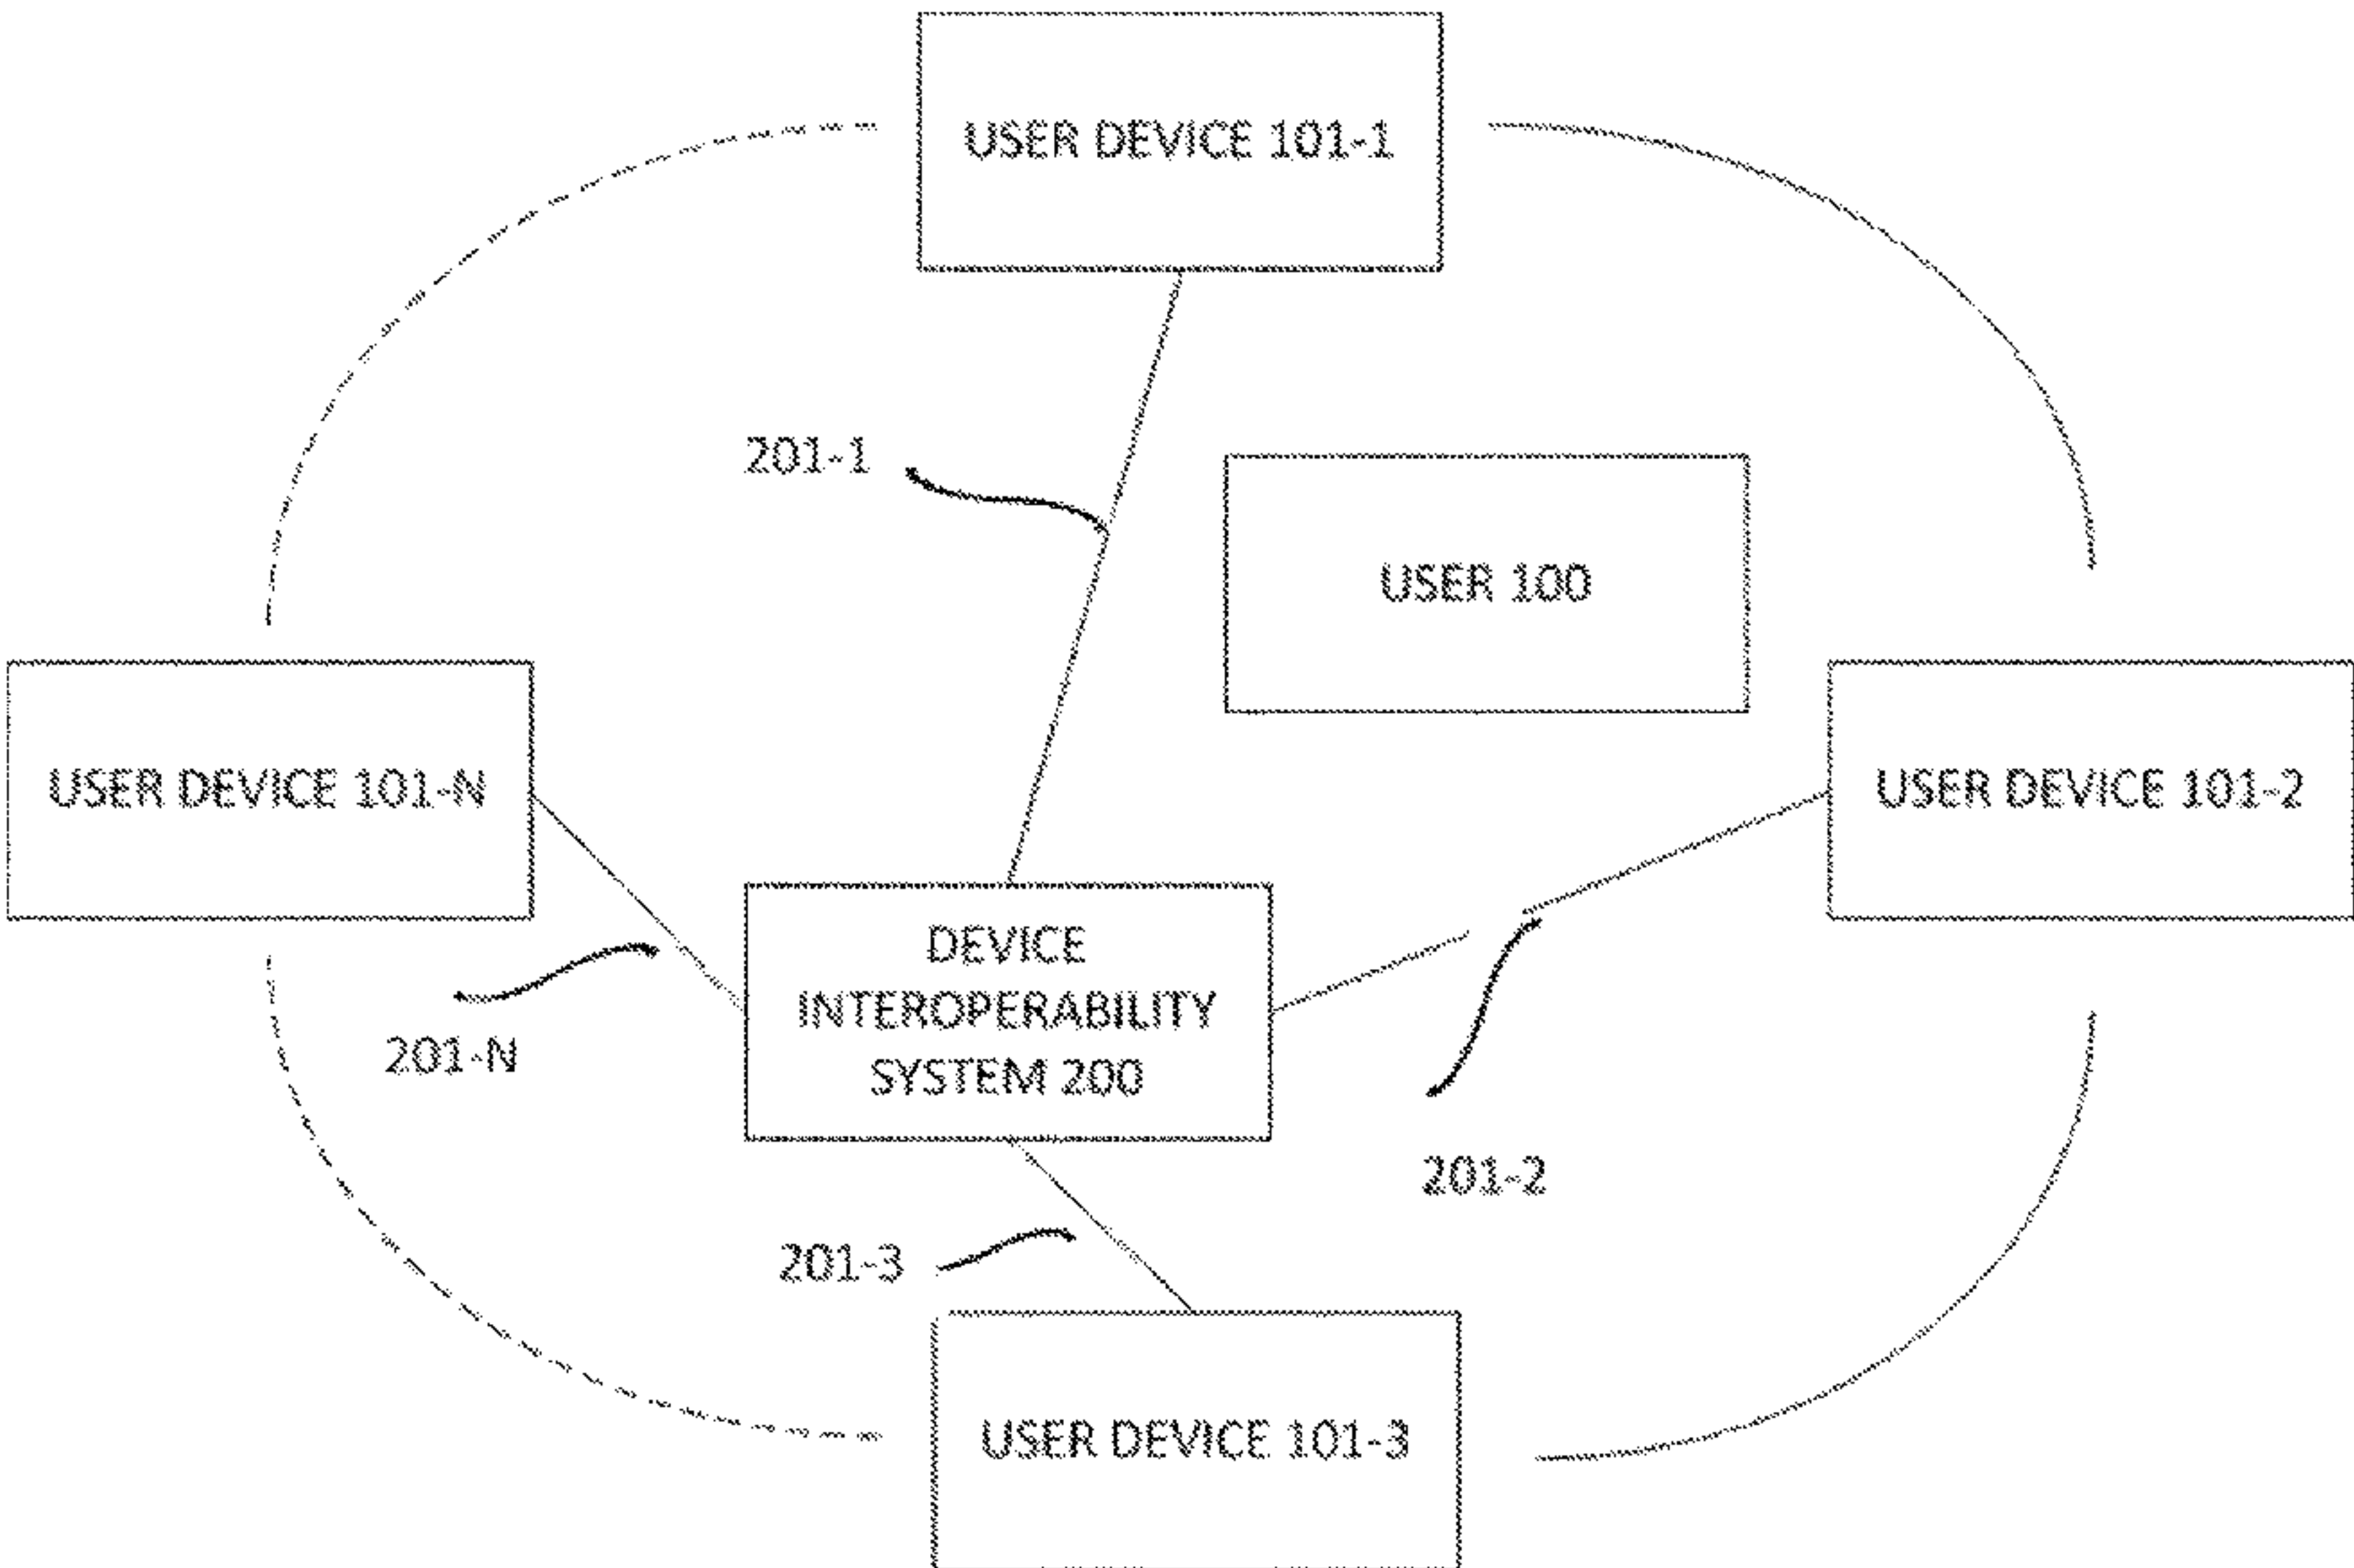 USER DEVICE 101-1
201-1
USER 100
USER DEVICE 101-N
USER DEVICE 101-2
DEVICE
INTEROPERABILITY
SYSTEM 200
201-N
201-2
201-3
USER DEVICE 101-3